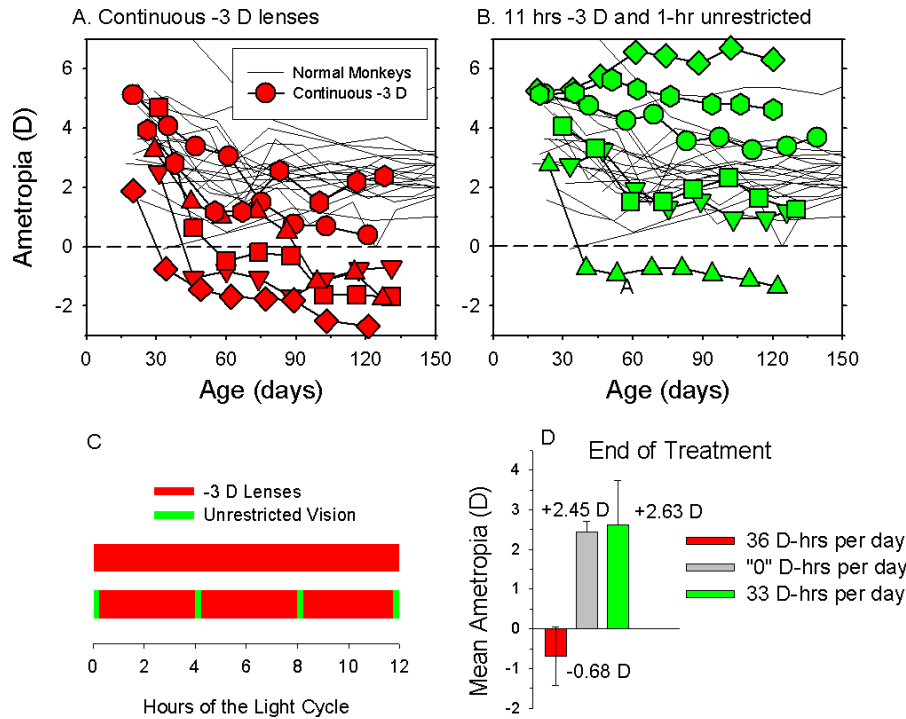 A. Continuous -3 D lenses
Ametropia (D)
6
4
2
0
-2
Normal Monkeys
Continuous -3 D
0 30 60 90 120 150
Age (days)
B. 11 hrs -3 D and 1-hr unrestricted
6
4
2
0
-2
A
0 30 60 90 120 150
Age (days)
C
-3 D Lenses
Unrestricted Vision
0 2 4 6 8 10 12
Hours of the Light Cycle
D
End of Treatment
Mean Ametropia (D)
4
3
2
1
0
-1
-2
+2.45 D
+2.63 D
-0.68 D
36 D-hrs per day
"0" D-hrs per day
33 D-hrs per day